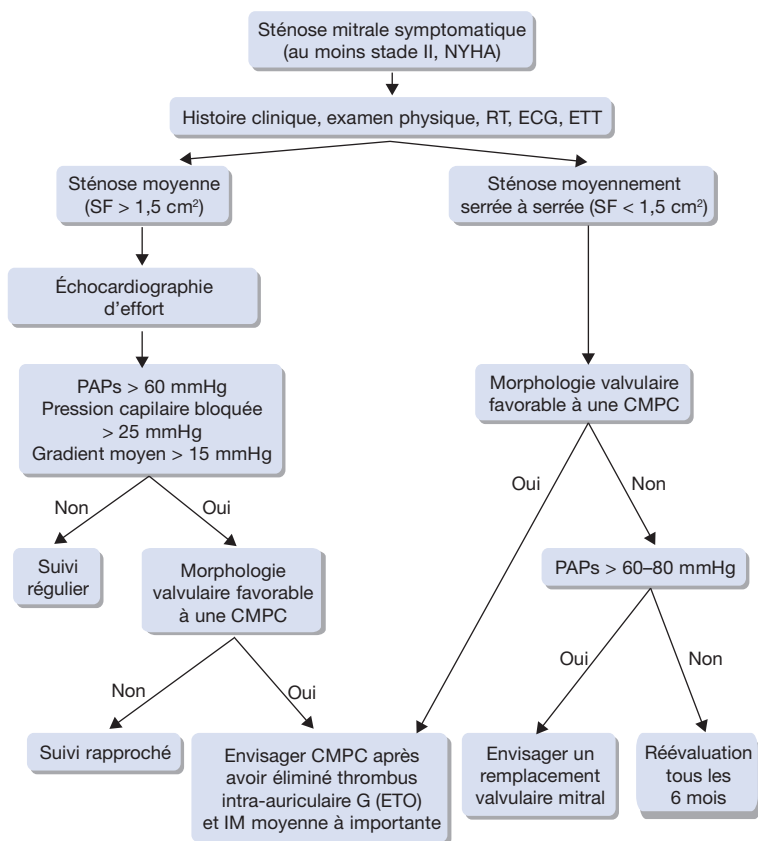 Sténose mitrale symptomatique
(au moins stade II, NYHA)
Histoire clinique, examen physique, RT, ECG, ETT
Sténose moyenne
(SF > 1,5 cm²)
Sténose moyennement
serrée à serrée (SF < 1,5 cm²)
Échocardiographie
d'effort
PAPs > 60 mmHg
Pression capilaire bloquée
> 25 mmHg
Gradient moyen > 15 mmHg
Morphologie valvulaire
favorable à une CMPC
Non
Oui
Oui
Non
Suivi
régulier
Morphologie
valvulaire favorable
à une CMPC
PAPs > 60–80 mmHg
Non
Oui
Oui
Non
Suivi rapproché
Envisager CMPC après
avoir éliminé thrombus
intra-auriculaire G (ETO)
et IM moyenne à importante
Envisager un
remplacement
valvulaire mitral
Réévaluation
tous les
6 mois